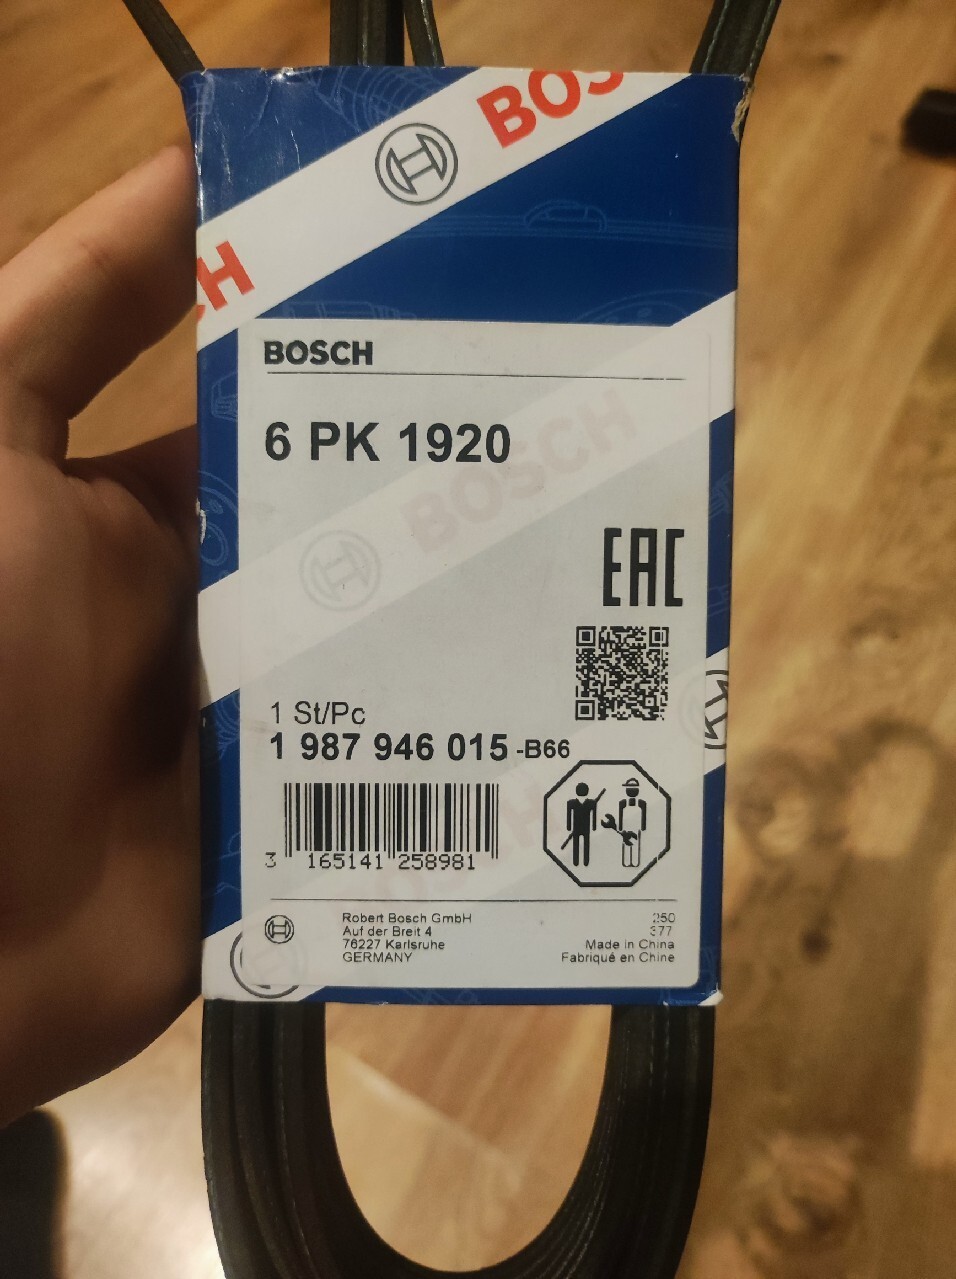 BOSCH
H
BOSCH
6 PK 1920
BOSCH
EAC
1 St/Pc
1 987 946 015 -B66
3 165141 258981
Robert Bosch GmbH
Auf der Breit 4
76227 Karlsruhe
GERMANY
250
377
Made in China
Fabriqué en Chine